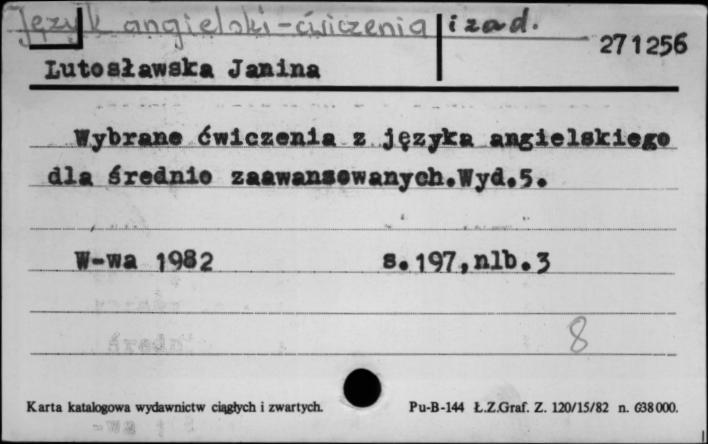 Język angielski-ćwiczenia i zad.
271256
Lutosławska Janina
Wybrane ćwiczenia z języka angielskiego
dla średnio zaawansowanych.Wyd.5.
W-wa 1982 s.197,nlb.3
8
Karta katalogowa wydawnictw ciągłych i zwartych. Pu-B-144 Ł.Z.Graf. Z. 120/15/82 n. 638000.